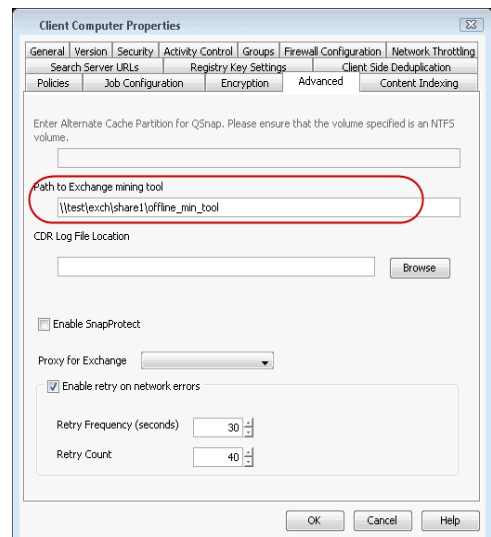 Client Computer Properties
General Version Security Activity Control Groups Firewall Configuration Network Throttling
Search Server URLs Registry Key Settings Client Side Deduplication
Policies Job Configuration Encryption Advanced Content Indexing
Enter Alternate Cache Partition for QSnap. Please ensure that the volume specified is an NTFS
volume.
Path to Exchange mining tool
\\test\exch\share1\offline_min_tool
CDR Log File Location
Browse
Enable SnapProtect
Proxy for Exchange
Enable retry on network errors
Retry Frequency (seconds) 30
Retry Count 40
OK Cancel Help